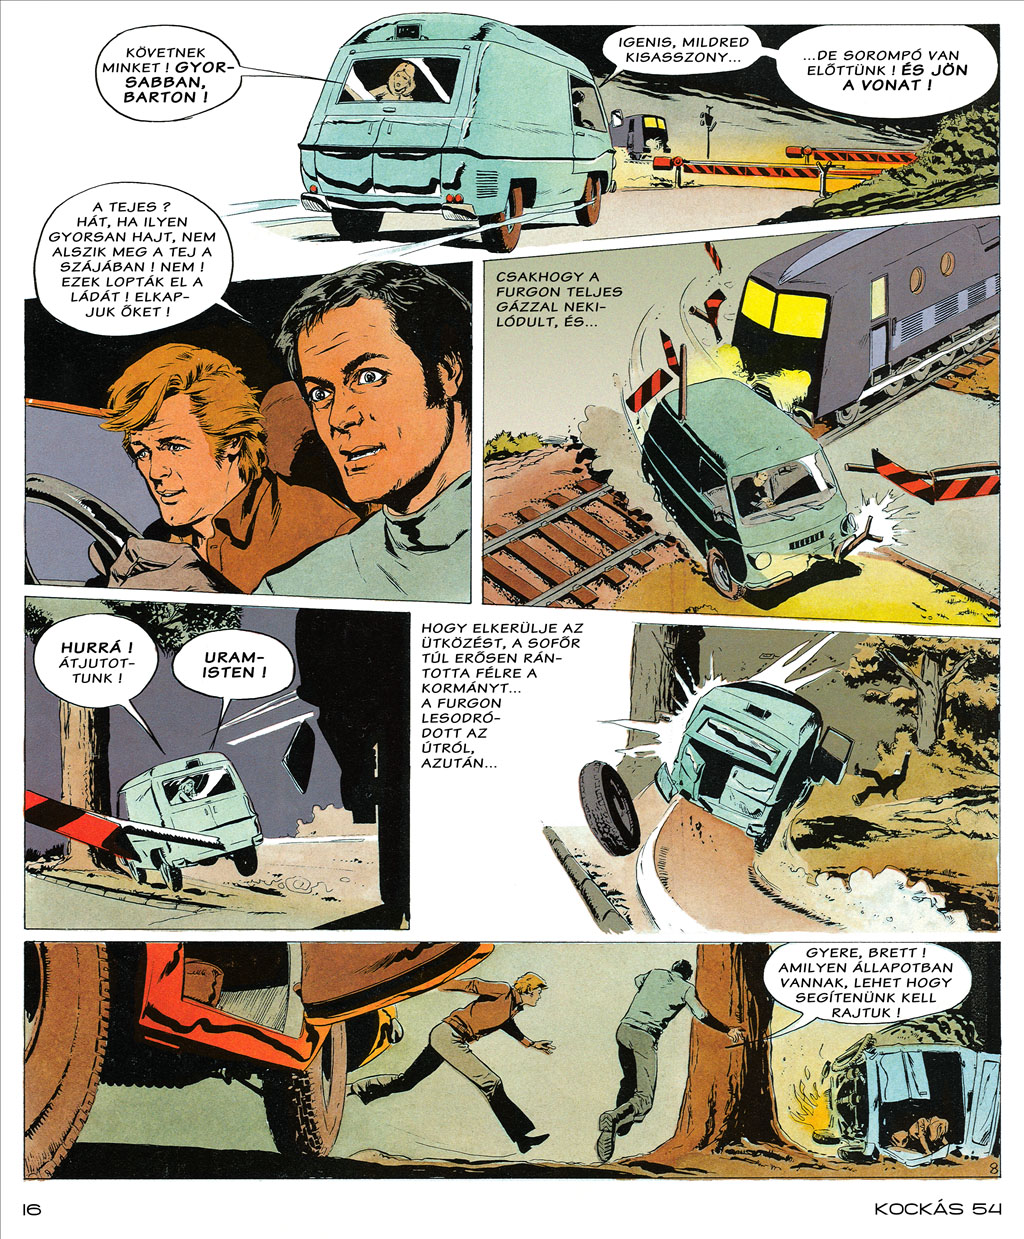 KÖVETNEK
MINKET ! GYOR-
SABBAN,
BARTON !
IGENIS, MILDRED
KISASSZONY...
...DE SOROMPÓ VAN
ELŐTTÜNK ! ÉS JÖN
A VONAT !
A TEJES ?
HÁT, HA ILYEN
GYORSAN HAJT, NEM
ALSZIK MEG A TEJ A
SZÁJÁBAN ! NEM !
EZEK LOPTÁK EL A
LÁDÁT ! ELKAP-
JUK ŐKET !
CSAKHOGY A
FURGON TELJES
GÁZZAL NEKI-
LÓDULT, ÉS...
HURRÁ !
ÁTJUTOT-
TUNK !
URAM-
ISTEN !
HOGY ELKERÜLJE AZ
ÜTKÖZÉST, A SOFŐR
TÚL ERŐSEN RÁN-
TOTTA FÉLRE A
KORMÁNYT...
A FURGON
LESODRÓ-
DOTT AZ
ÚTRÓL,
AZUTÁN...
GYERE, BRETT !
AMILYEN ÁLLAPOTBAN
VANNAK, LEHET HOGY
SEGÍTENÜNK KELL
RAJTUK !
8
16
KOCKÁS 54